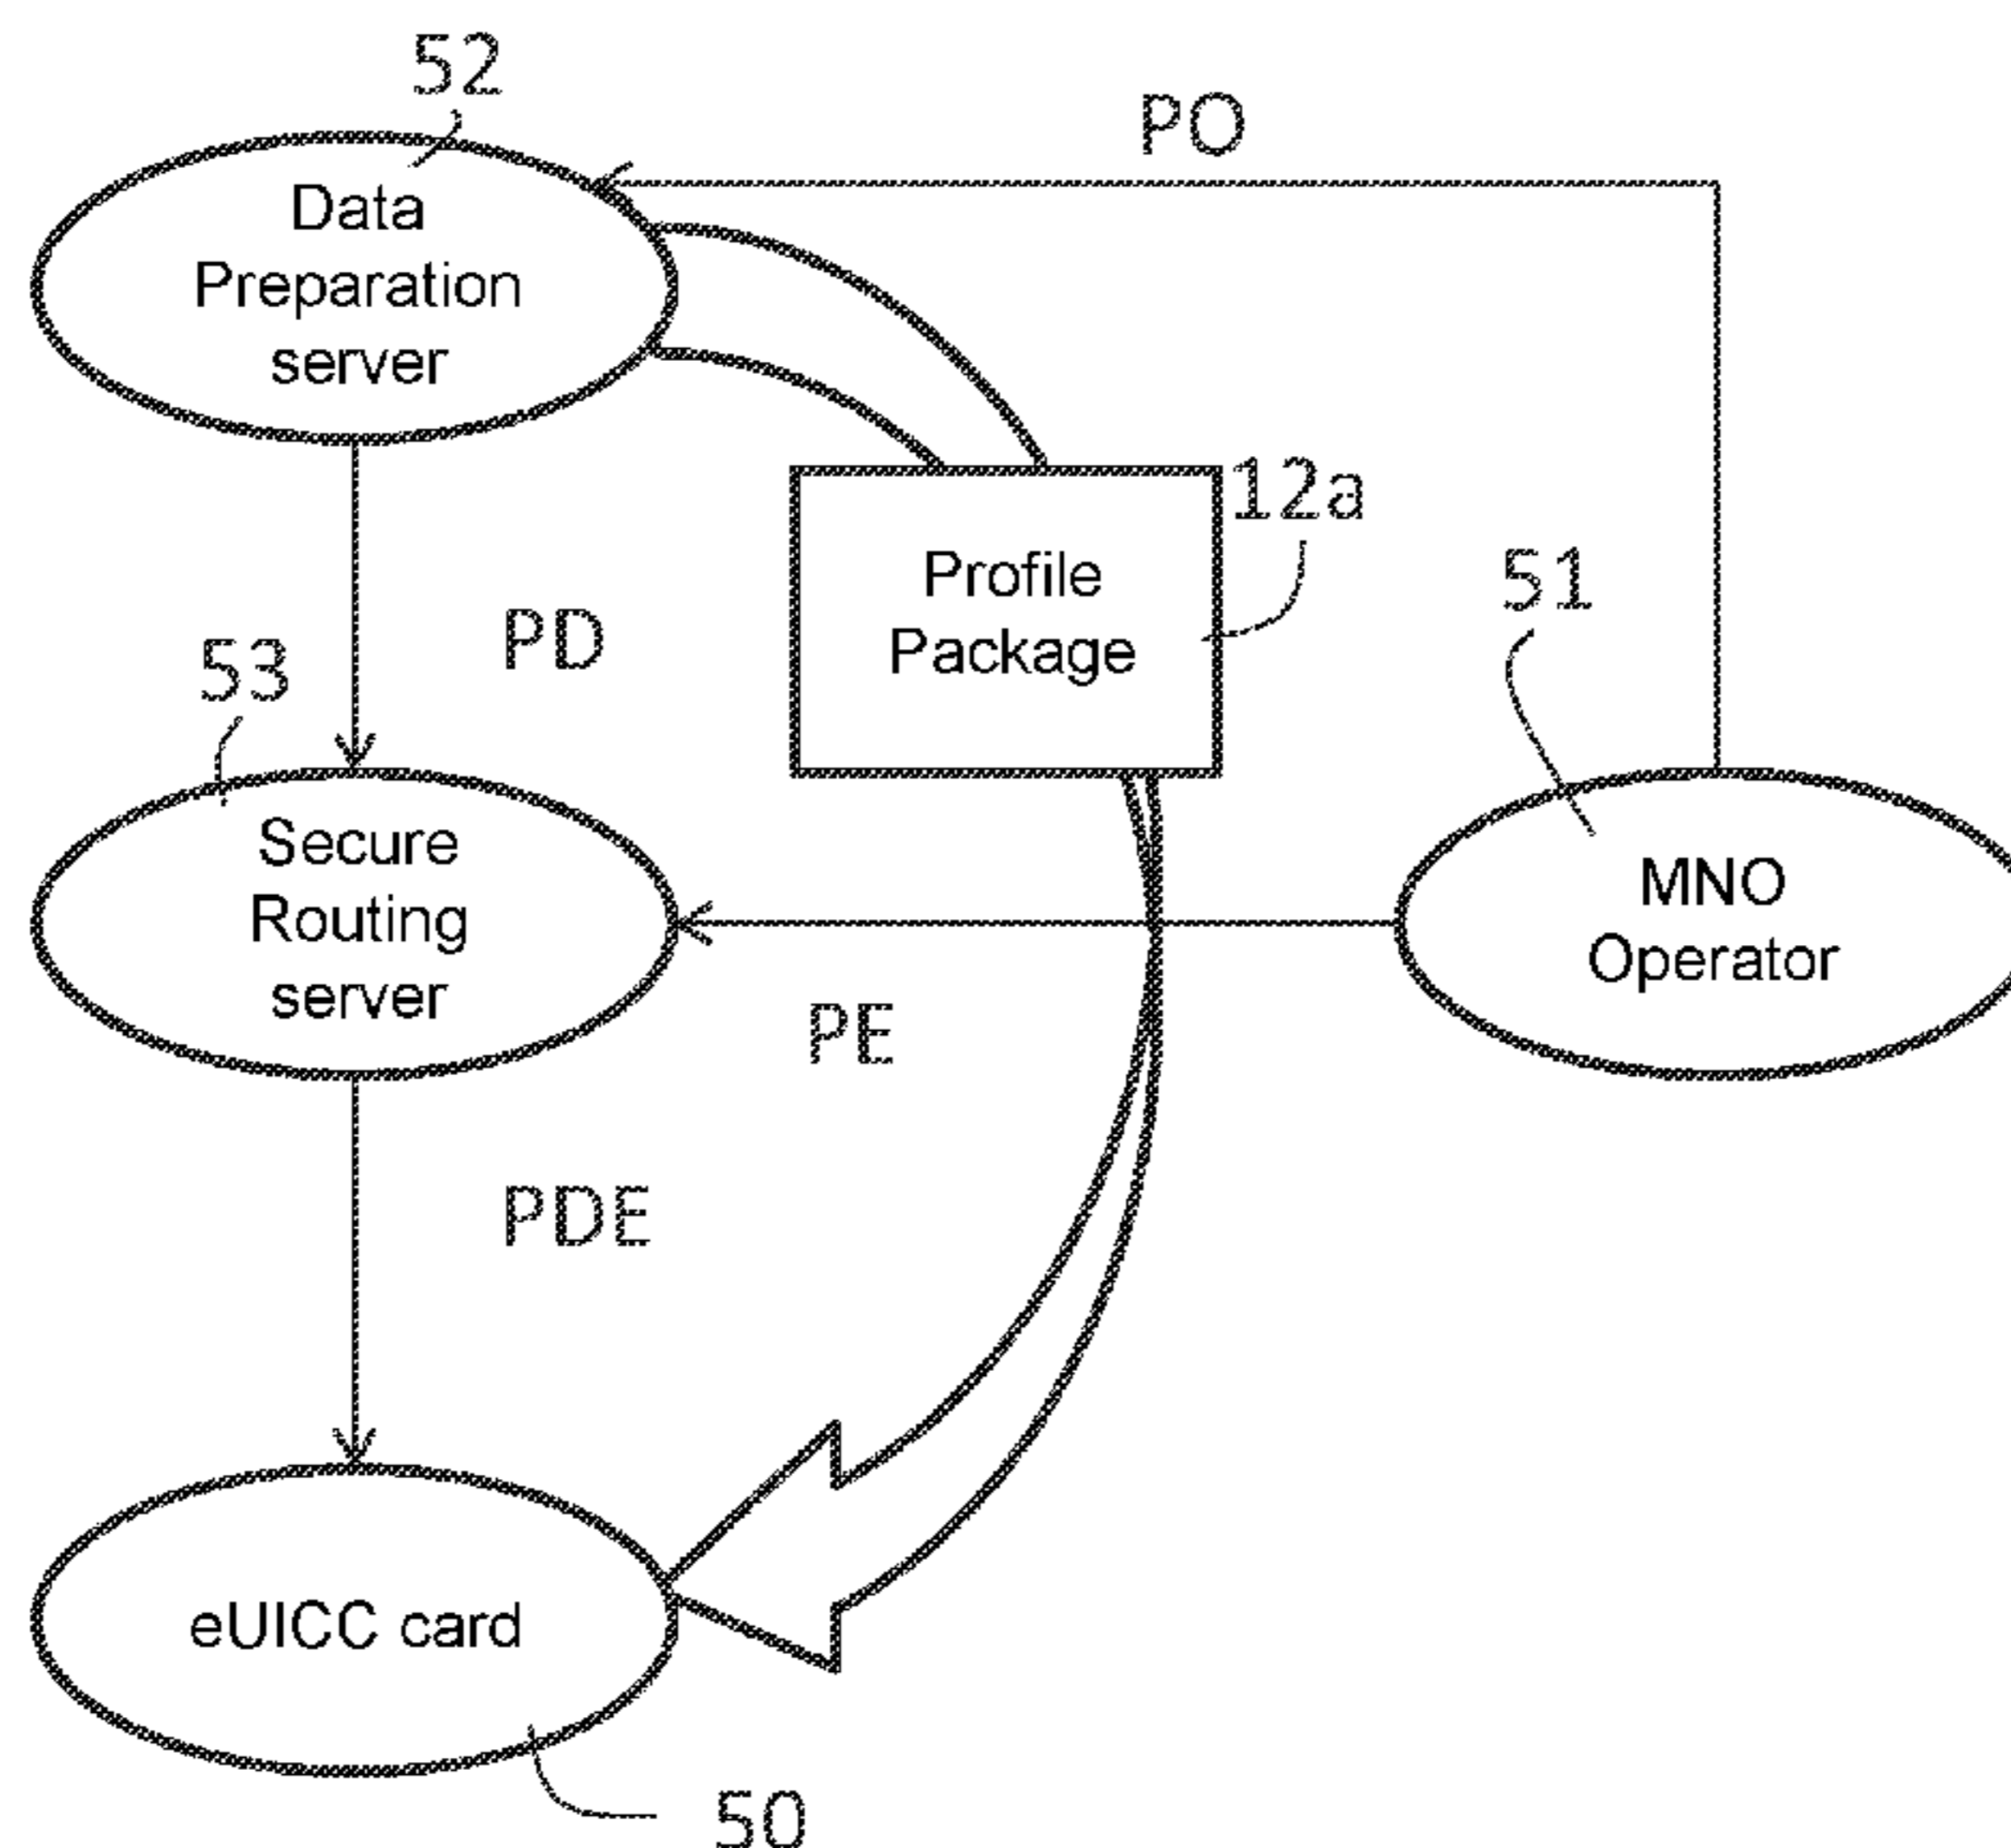 52
PO
Data
Preparation
server
12a
Profile
Package
51
PD
53
Secure
Routing
server
MNO
Operator
PE
PDE
eUICC card
50